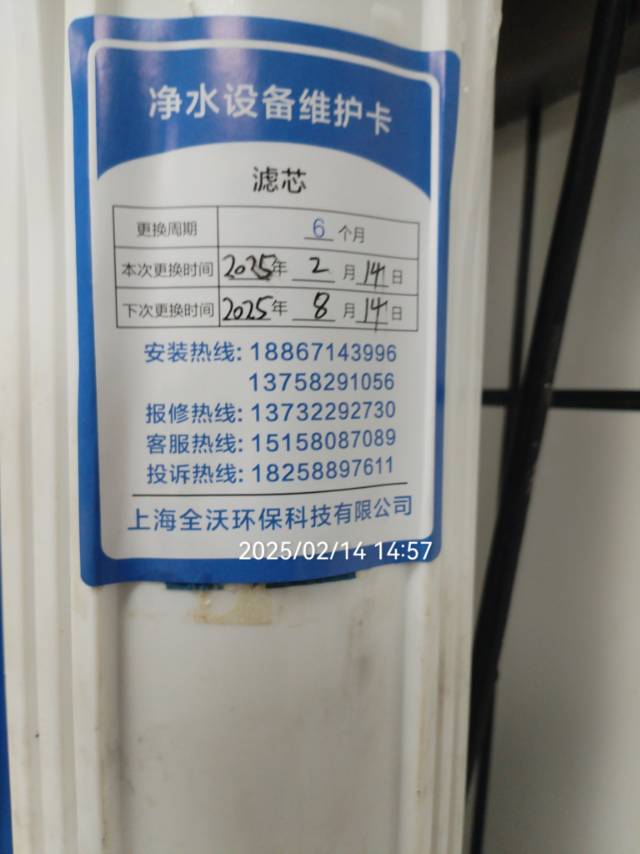 净水设备维护卡
滤芯
更换周期 6 个月
本次更换时间 2025年 2 月 14 日
下次更换时间 2025年 8 月 14 日
安装热线: 18867143996
13758291056
报修热线: 13732292730
客服热线: 15158087089
投诉热线: 18258897611
上海全沃环保科技有限公司
2025/02/14 14:57